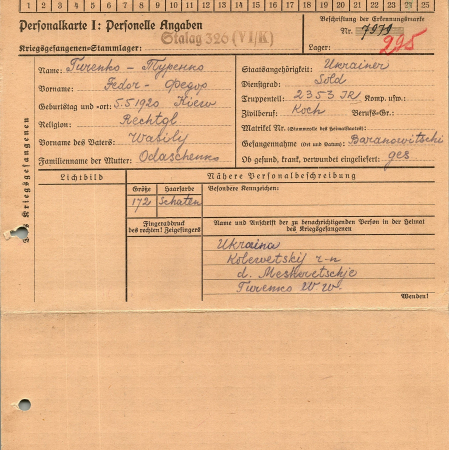 1 2 3 4 5 6 7 8 9 10 11 12 13 14 15 16 17 18 19 20 21 22 23 24 25
Personalkarte I: Personelle Angaben
Beschriftung der Erkennungsmarke
Nr. 7971
Kriegsgefangenen-Stammlager: Stalag 326 (VI/K)
Lager: 295
Name: Turenko - Туренко
Staatsangehörigkeit: Ukrainer
Vorname: Fedor - Федор
Dienstgrad: Sold
Geburtstag und -ort: 5.5.1920 Kiew
Truppenteil: 2353 JR Komp. usw.:
Religion: Rechtgl
Zivilberuf: Koch Berufs-Gr.:
Vorname des Vaters: Wasilij
Matrikel Nr. (Stammrolle des Heimatstaates):
Gefangennahme (Ort und Datum): Baranowitschi
Familienname der Mutter: Odaschenko
Ob gesund, krank, verwundet eingeliefert: ges
Des Kriegsgefangenen
Lichtbild
Nähere Personalbeschreibung
Größe Haarfarbe Besondere Kennzeichen:
172 Schaten
Fingerabdruck
des rechten! Zeigefingers
Name und Anschrift der zu benachrichtigenden Person in der Heimat
des Kriegsgefangenen
Ukraina
r-n
d.
Turenko W W.
Wenden!